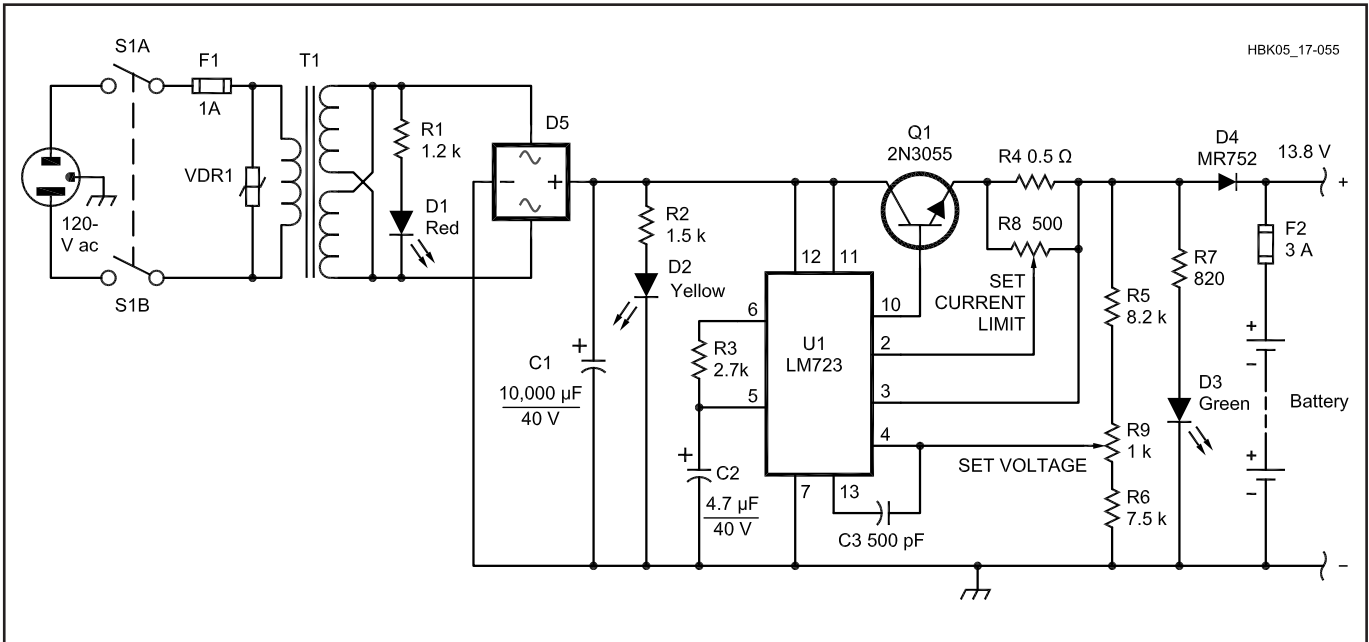 HBK05_17-055
S1A
F1
1A
T1
VDR1
120-
V ac
S1B
R1
1.2 k
D1
Red
D5
−
+
R2
1.5 k
D2
Yellow
+
C1
10,000 µF
40 V
Q1
2N3055
R4 0.5 Ω
R8 500
SET
CURRENT
LIMIT
D4
MR752
13.8 V
+
F2
3 A
R7
820
R5
8.2 k
12
11
10
6
U1
LM723
2
R3
2.7k
5
3
4
SET VOLTAGE
+
C2
4.7 µF
40 V
7
13
C3 500 pF
R9
1 k
R6
7.5 k
D3
Green
+
−
Battery
+
−
−